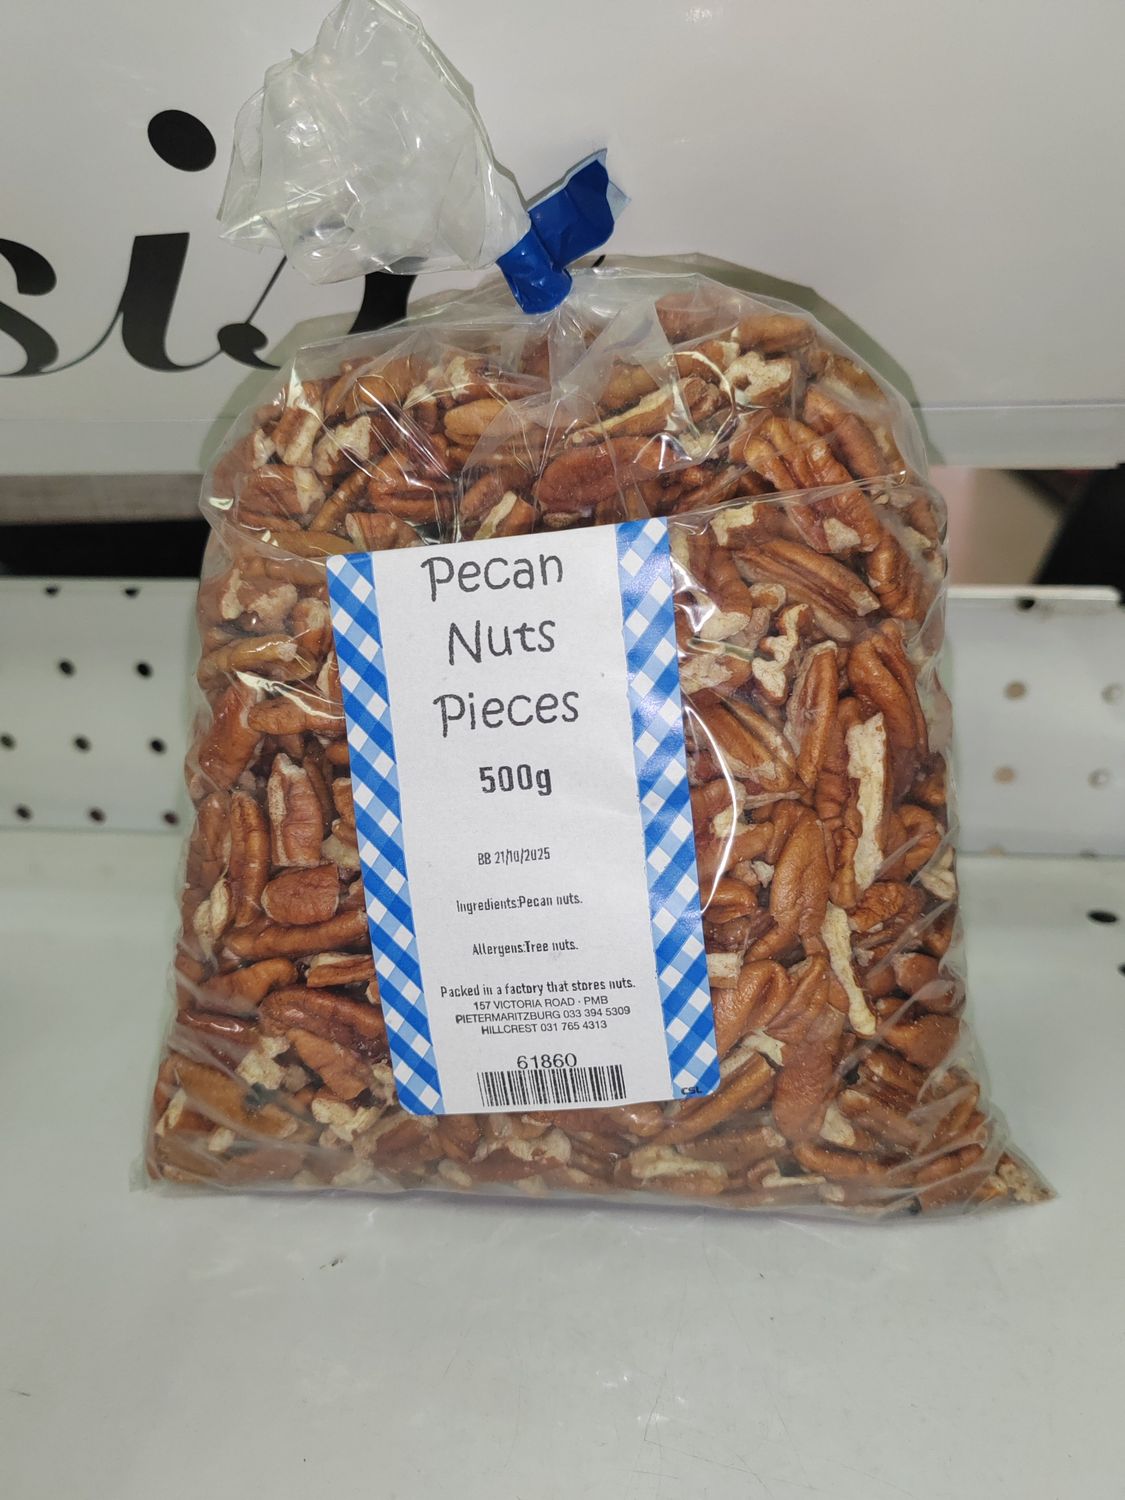 Pecan
Nuts
Pieces
500g
BB 21/10/2025
Ingredients:Pecan nuts.
Allergens:Tree nuts.
Packed in a factory that stores nuts.
157 VICTORIA ROAD · PMB
PIETERMARITZBURG 033 394 5309
HILLCREST 031 765 4313
61860
CSL